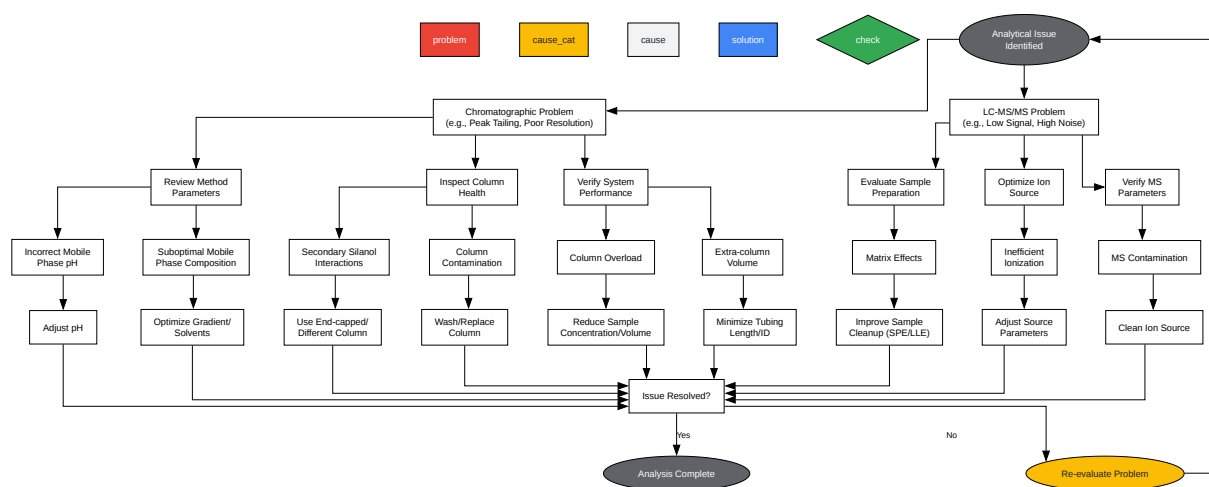 problem
cause_cat
cause
solution
check
Analytical Issue
Identified
Chromatographic Problem
(e.g., Peak Tailing, Poor Resolution)
LC-MS/MS Problem
(e.g., Low Signal, High Noise)
Review Method
Parameters
Inspect Column
Health
Verify System
Performance
Evaluate Sample
Preparation
Optimize Ion
Source
Verify MS
Parameters
Incorrect Mobile
Phase pH
Suboptimal Mobile
Phase Composition
Secondary Silanol
Interactions
Column
Contamination
Column Overload
Extra-column
Volume
Matrix Effects
Inefficient
Ionization
MS Contamination
Adjust pH
Optimize Gradient/
Solvents
Use End-capped/
Different Column
Wash/Replace
Column
Reduce Sample
Concentration/Volume
Minimize Tubing
Length/ID
Improve Sample
Cleanup (SPE/LLE)
Adjust Source
Parameters
Clean Ion Source
Issue Resolved?
Yes
No
Analysis Complete
Re-evaluate Problem